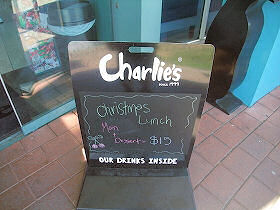 Charlie's®
SINCE 1999
Christmas
Lunch
Main
+
Dessert = $15
OUR DRINKS INSIDE